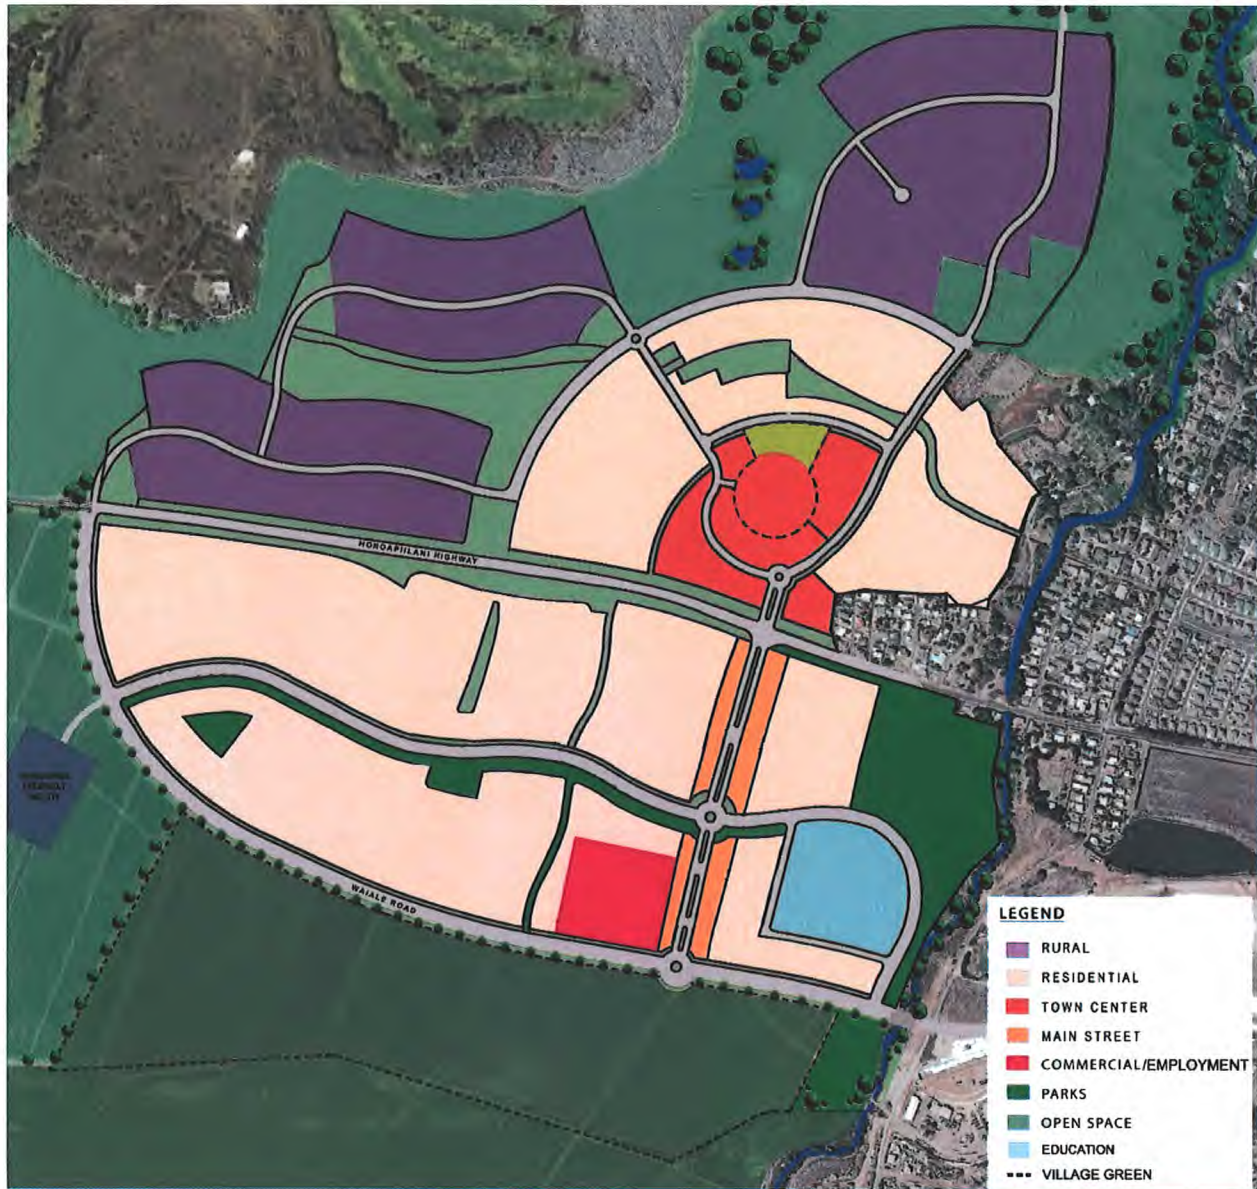 HONOAPIILANI HIGHWAY
WAIALE ROAD
LEGEND
RURAL
RESIDENTIAL
TOWN CENTER
MAIN STREET
COMMERCIAL/EMPLOYMENT
PARKS
OPEN SPACE
EDUCATION
VILLAGE GREEN